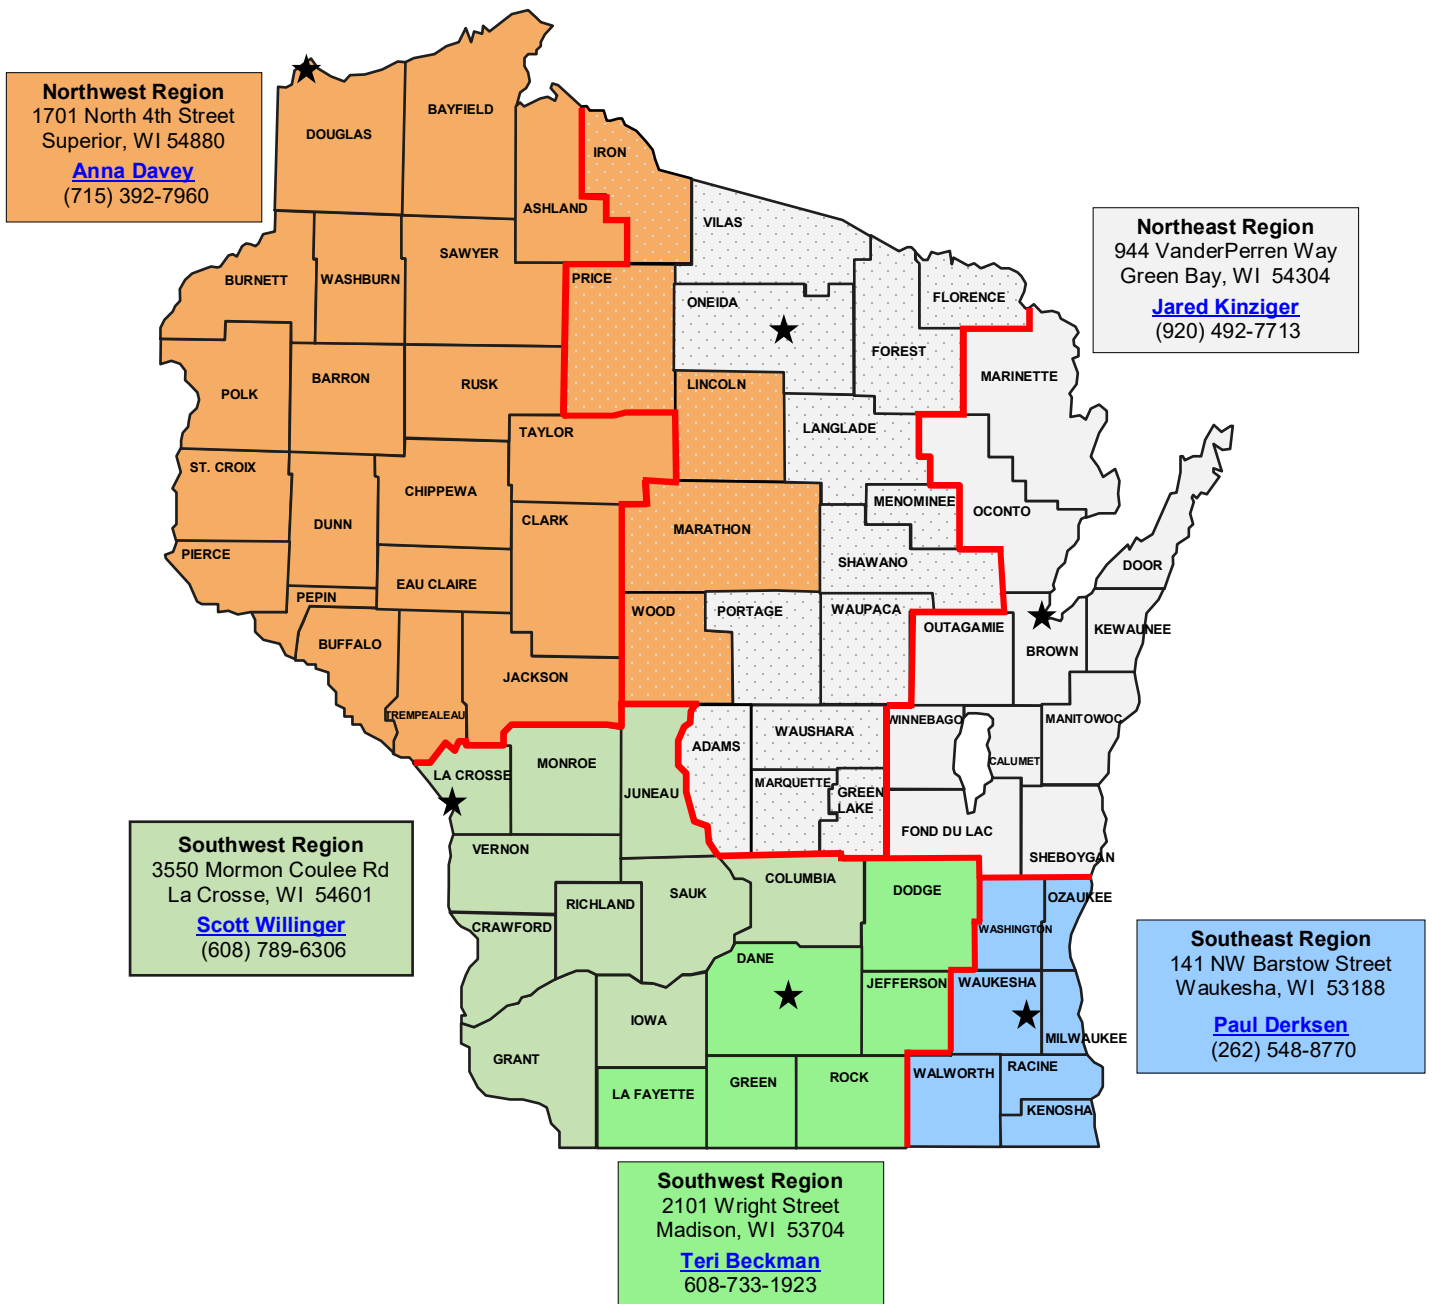 Northwest Region
1701 North 4th Street
Superior, WI 54880
Anna Davey
(715) 392-7960
Northeast Region
944 VanderPerren Way
Green Bay, WI  54304
Jared Kinziger
(920) 492-7713
DOUGLAS
BAYFIELD
IRON
ASHLAND
VILAS
SAWYER
BURNETT
WASHBURN
PRICE
ONEIDA
FLORENCE
FOREST
MARINETTE
POLK
BARRON
RUSK
LINCOLN
TAYLOR
LANGLADE
ST. CROIX
CHIPPEWA
MENOMINEE
OCONTO
DUNN
CLARK
MARATHON
PIERCE
SHAWANO
DOOR
EAU CLAIRE
PEPIN
WOOD
PORTAGE
WAUPACA
OUTAGAMIE
KEWAUNEE
BUFFALO
BROWN
JACKSON
TREMPEALEAU
WINNEBAGO
MANITOWOC
ADAMS
WAUSHARA
CALUMET
LA CROSSE
MONROE
JUNEAU
MARQUETTE
GREEN
LAKE
FOND DU LAC
VERNON
SHEBOYGAN
Southwest Region
3550 Mormon Coulee Rd
La Crosse, WI  54601
Scott Willinger
(608) 789-6306
COLUMBIA
DODGE
SAUK
RICHLAND
OZAUKEE
CRAWFORD
WASHINGTON
DANE
JEFFERSON
WAUKESHA
IOWA
MILWAUKEE
GRANT
WALWORTH
RACINE
ROCK
GREEN
LA FAYETTE
KENOSHA
Southeast Region
141 NW Barstow Street
Waukesha, WI  53188
Paul Derksen
(262) 548-8770
Southwest Region
2101 Wright Street
Madison, WI  53704
Teri Beckman
608-733-1923